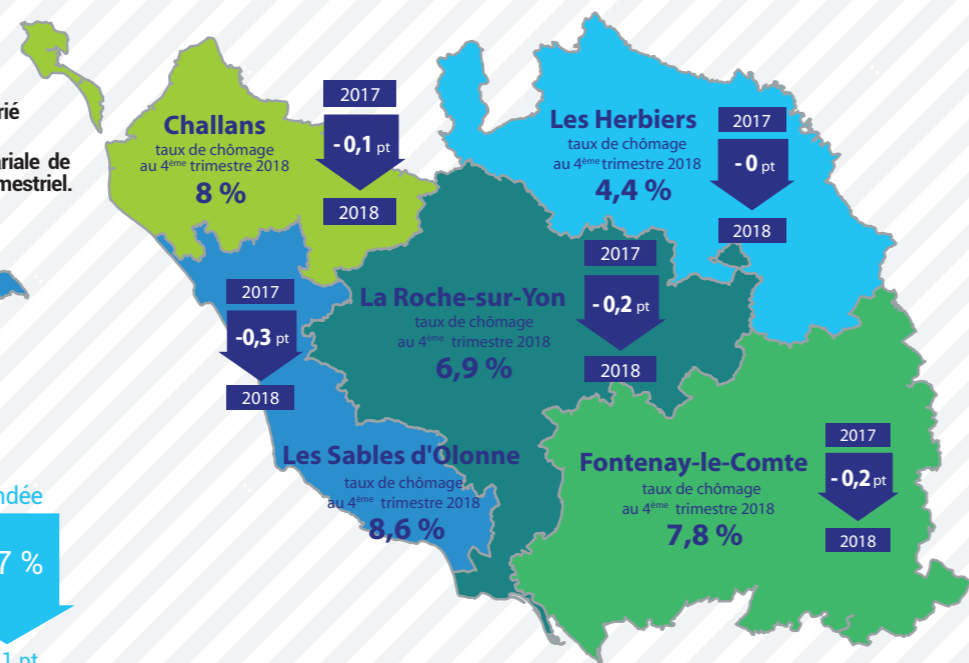 rié
riale de
mestriel.
Challans
taux de chômage
au 4ème trimestre 2018
8 %
2017
- 0,1 pt
2018
Les Herbiers
taux de chômage
au 4ème trimestre 2018
4,4 %
2017
- 0 pt
2018
2017
-0,3 pt
2018
La Roche-sur-Yon
taux de chômage
au 4ème trimestre 2018
6,9 %
2017
- 0,2 pt
2018
Les Sables d'Olonne
taux de chômage
au 4ème trimestre 2018
8,6 %
Fontenay-le-Comte
taux de chômage
au 4ème trimestre 2018
7,8 %
2017
- 0,2 pt
2018
ndée
7 %
1 pt